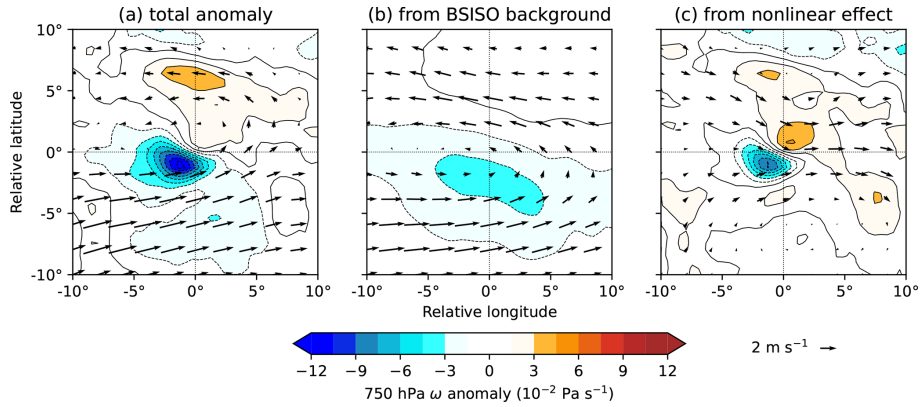 (a) total anomaly
(b) from BSISO background
(c) from nonlinear effect
10°
5°
0°
-5°
-10°
Relative latitude
-10° -5° 0° 5° 10°
-10° -5° 0° 5° 10°
-10° -5° 0° 5° 10°
Relative longitude
−12 −9 −6 −3 0 3 6 9 12
750 hPa ω anomaly (10⁻² Pa s⁻¹)
2 m s⁻¹